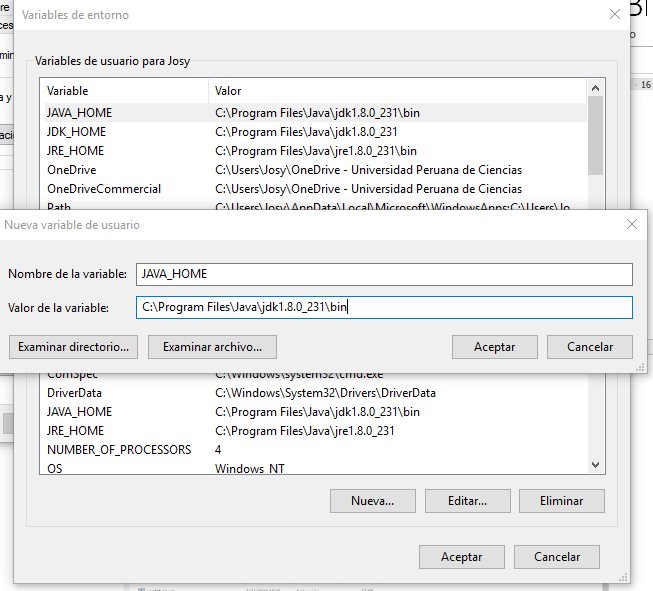 Variables de entorno
Variables de usuario para Josy
Variable Valor
JAVA_HOME C:\Program Files\Java\jdk1.8.0_231\bin
JDK_HOME C:\Program Files\Java\jdk1.8.0_231
JRE_HOME C:\Program Files\Java\jre1.8.0_231\bin
OneDrive C:\Users\Josy\OneDrive - Universidad Peruana de Ciencias
OneDriveCommercial C:\Users\Josy\OneDrive - Universidad Peruana de Ciencias
Path C:\Users\Josy\AppData\Local\Microsoft\WindowsApps;C:\Users\Jo...
Nueva variable de usuario
Nombre de la variable: JAVA_HOME
Valor de la variable: C:\Program Files\Java\jdk1.8.0_231\bin
Examinar directorio... Examinar archivo... Aceptar Cancelar
ComSpec C:\Windows\system32\cmd.exe
DriverData C:\Windows\System32\Drivers\DriverData
JAVA_HOME C:\Program Files\Java\jdk1.8.0_231\bin
JRE_HOME C:\Program Files\Java\jre1.8.0_231
NUMBER_OF_PROCESSORS 4
OS Windows_NT
Nueva... Editar... Eliminar
Aceptar Cancelar
16